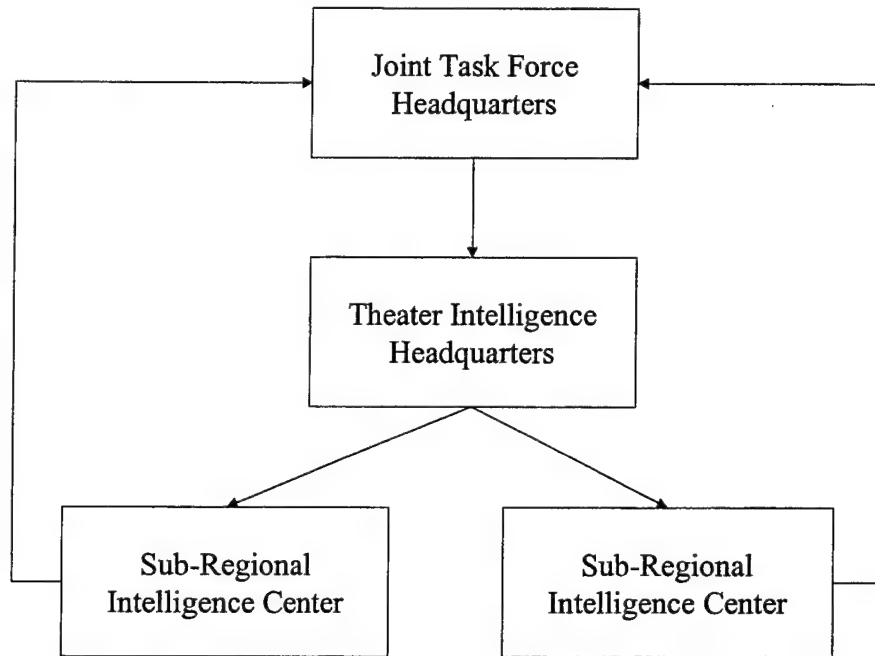 Joint Task Force
Headquarters
Theater Intelligence
Headquarters
Sub-Regional
Intelligence Center
Sub-Regional
Intelligence Center